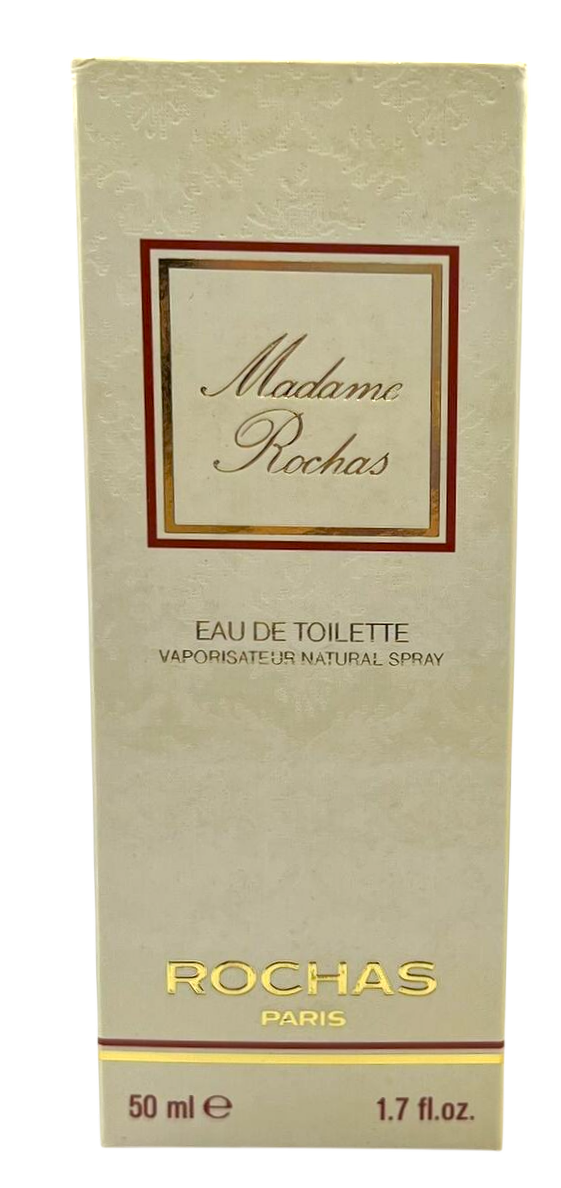 Madame
Rochas
EAU DE TOILETTE
VAPORISATEUR NATURAL SPRAY
ROCHAS
PARIS
50 ml ℮ 1.7 fl.oz.